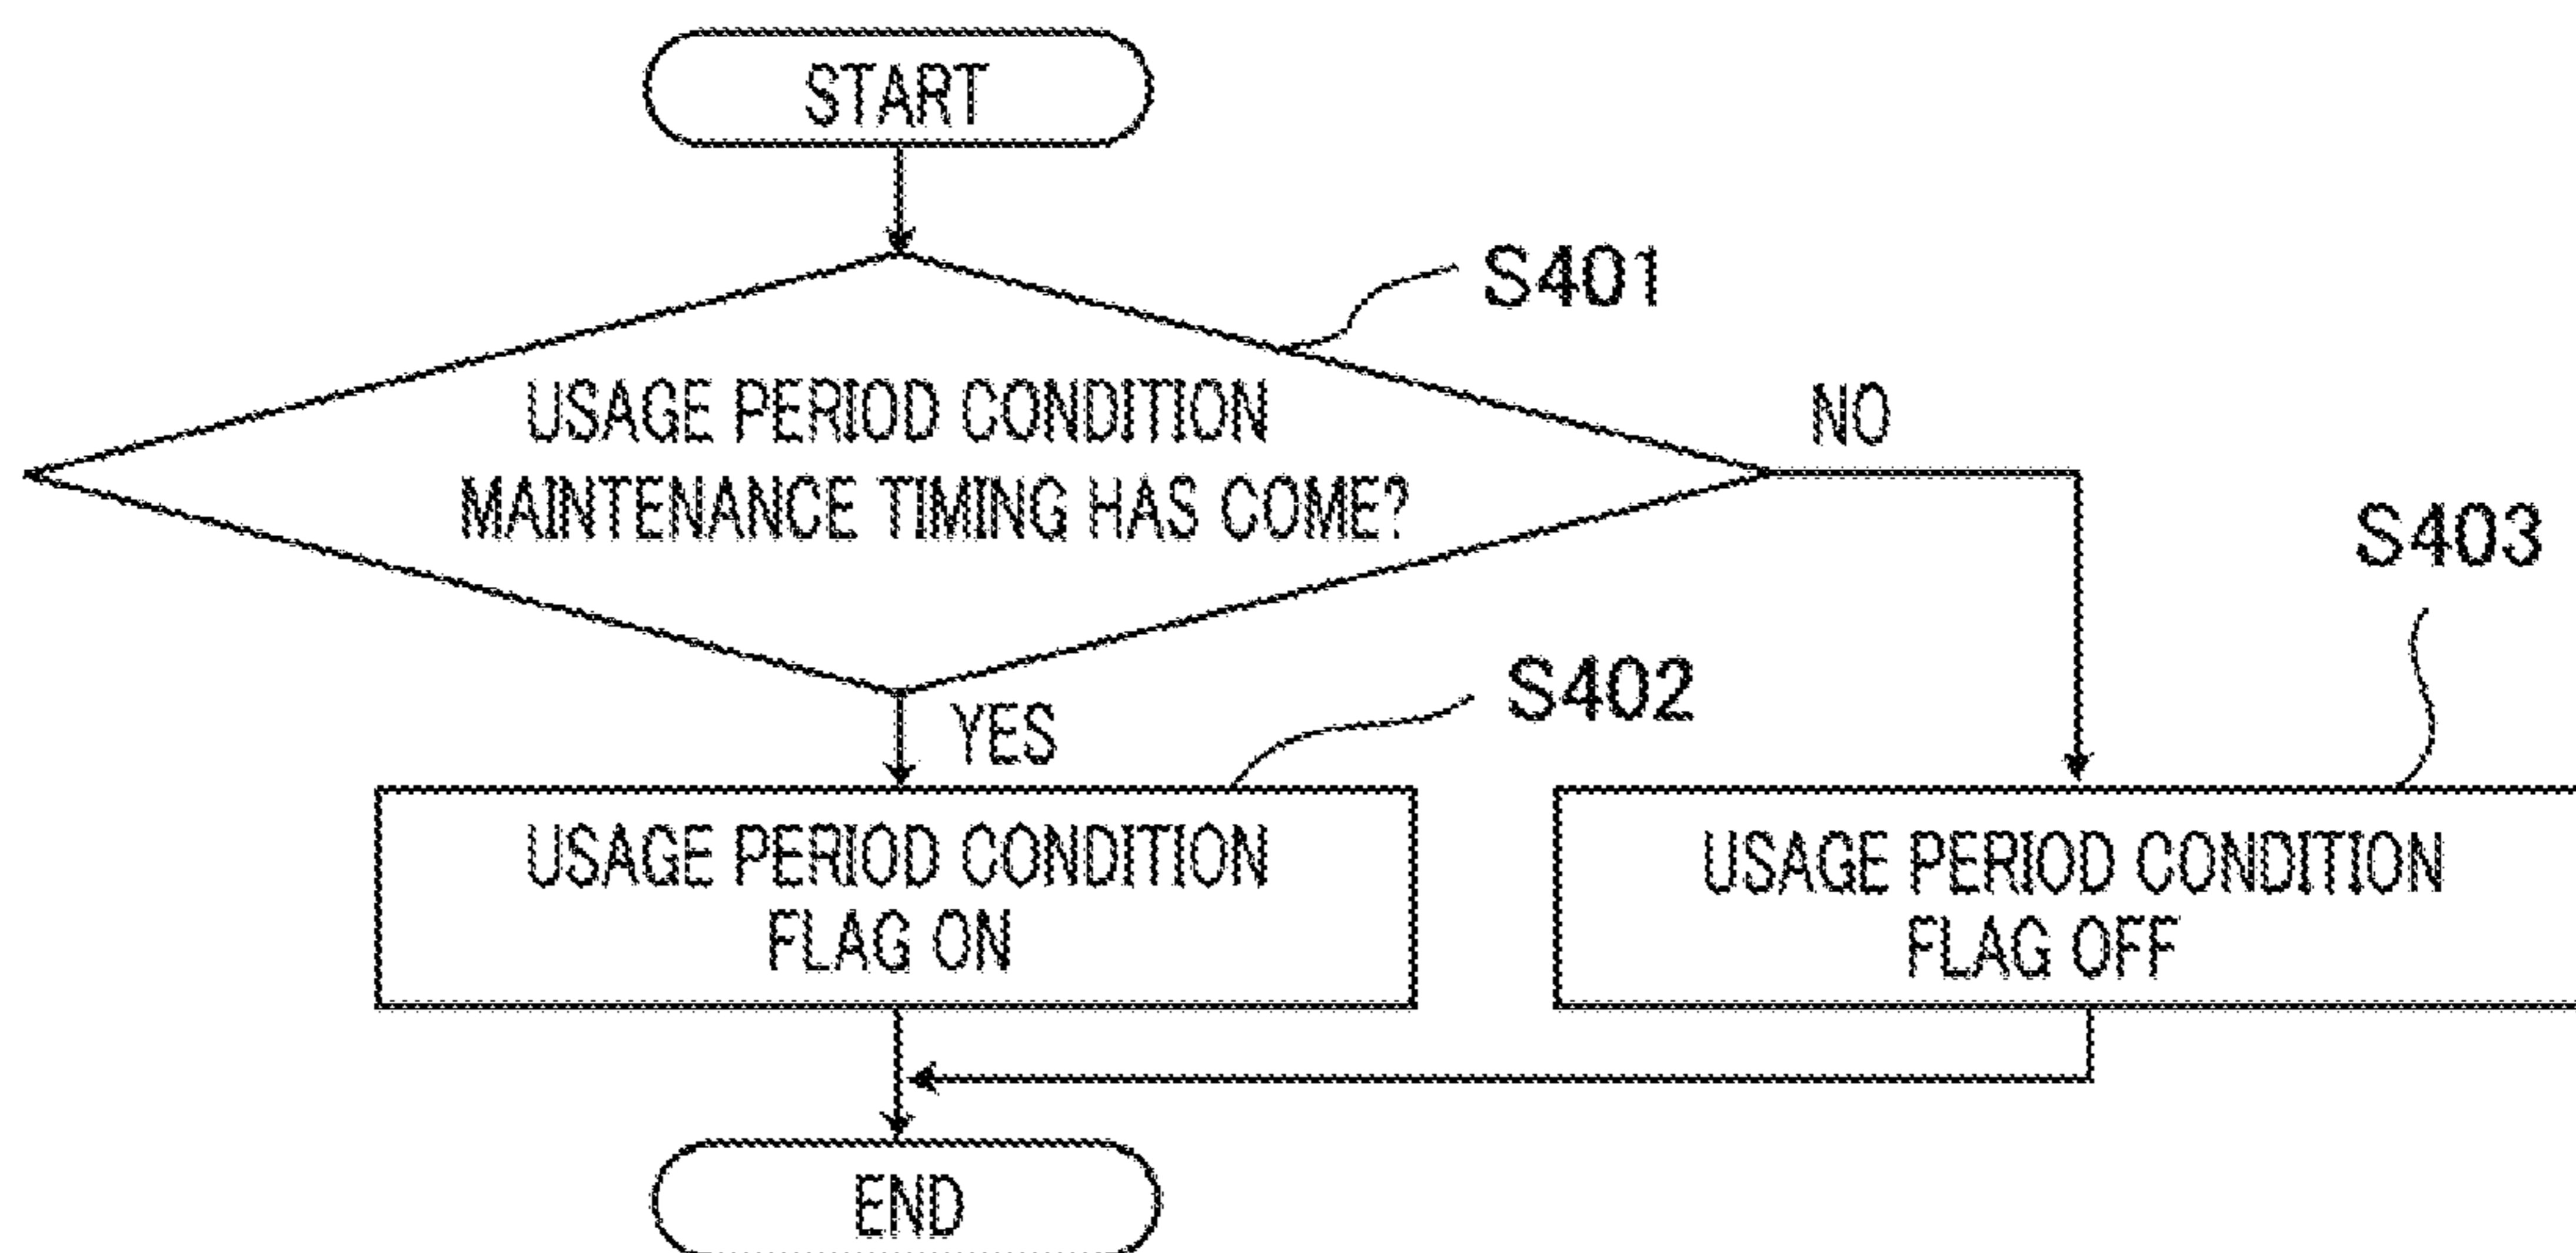 START
S401
USAGE PERIOD CONDITION
MAINTENANCE TIMING HAS COME?
NO
S403
S402
YES
USAGE PERIOD CONDITION
FLAG ON
USAGE PERIOD CONDITION
FLAG OFF
END